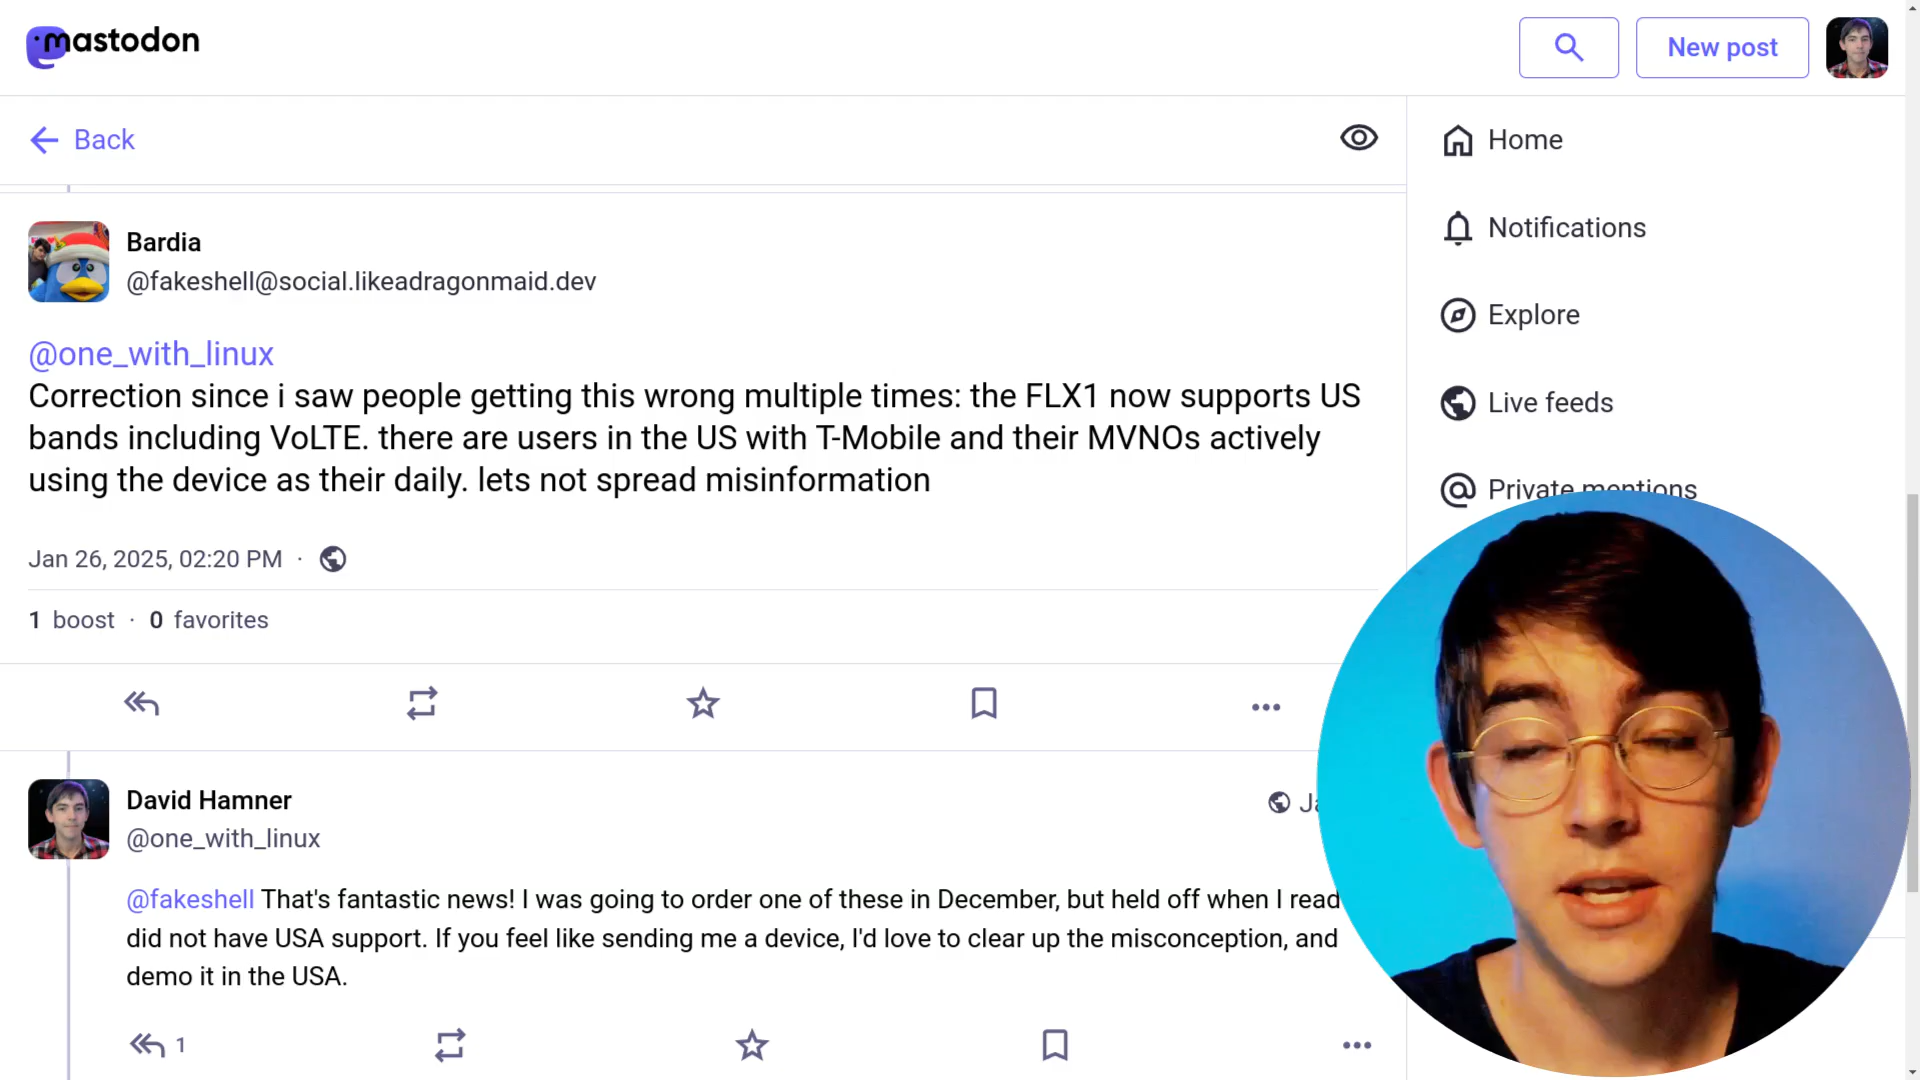 mastodon
New post
Back
Home
Notifications
Explore
Live feeds
Private mentions
Bardia
@fakeshell@social.likeadragonmaid.dev
@one_with_linux
Correction since i saw people getting this wrong multiple times: the FLX1 now supports US
bands including VoLTE. there are users in the US with T-Mobile and their MVNOs actively
using the device as their daily. lets not spread misinformation
Jan 26, 2025, 02:20 PM ·
1 boost · 0 favorites
David Hamner
@one_with_linux
@fakeshell That's fantastic news! I was going to order one of these in December, but held off when I read
did not have USA support. If you feel like sending me a device, I'd love to clear up the misconception, and
demo it in the USA.
1